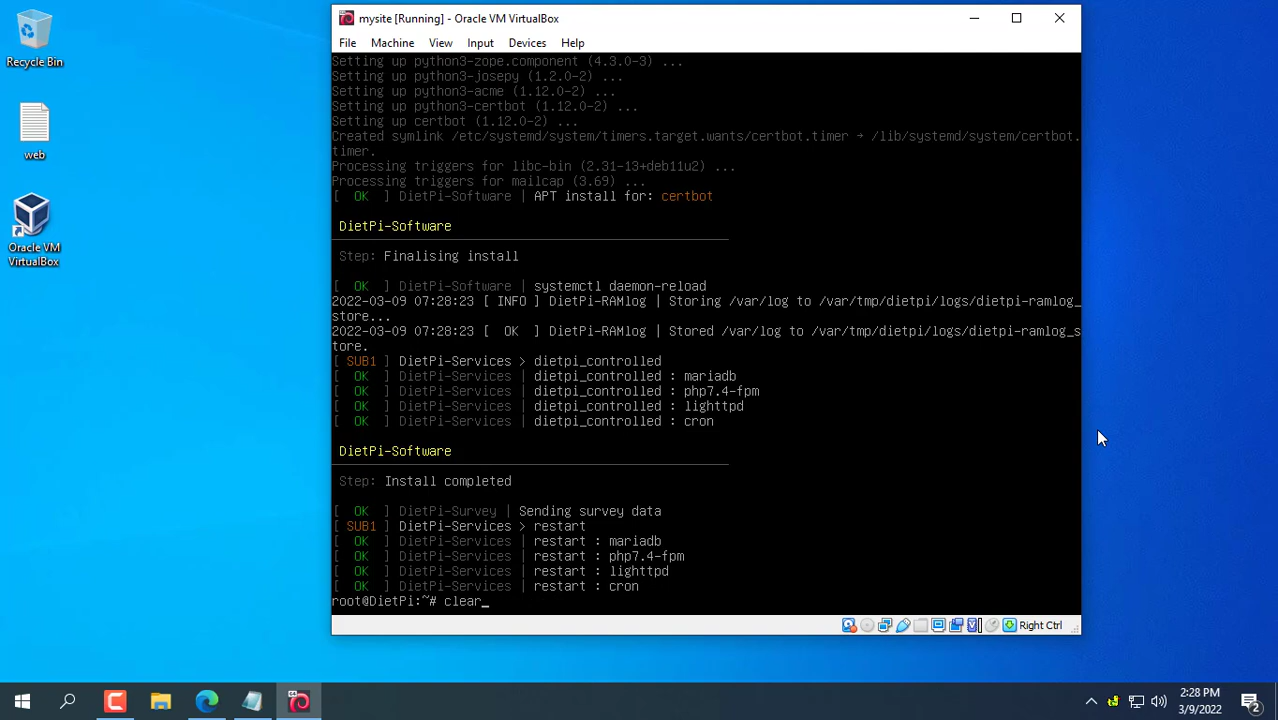 Recycle Bin
web
Oracle VM
VirtualBox
mysite [Running] - Oracle VM VirtualBox
File Machine View Input Devices Help
Setting up python3-zope.component (4.3.0-3) ...
Setting up python3-josepy (1.2.0-2) ...
Setting up python3-acme (1.12.0-2) ...
Setting up python3-certbot (1.12.0-2) ...
Setting up certbot (1.12.0-2) ...
Created symlink /etc/systemd/system/timers.target.wants/certbot.timer → /lib/systemd/system/certbot.
timer.
Processing triggers for libc-bin (2.31-13+deb11u2) ...
Processing triggers for mailcap (3.69) ...
[ OK ] DietPi-Software | APT install for: certbot
DietPi-Software
Step: Finalising install
[ OK ] DietPi-Software | systemctl daemon-reload
2022-03-09 07:28:23 [ INFO ] DietPi-RAMlog | Storing /var/log to /var/tmp/dietpi/logs/dietpi-ramlog_
store...
2022-03-09 07:28:23 [ OK ] DietPi-RAMlog | Stored /var/log to /var/tmp/dietpi/logs/dietpi-ramlog_s
tore.
[ SUB1 ] DietPi-Services > dietpi_controlled
[ OK ] DietPi-Services | dietpi_controlled : mariadb
[ OK ] DietPi-Services | dietpi_controlled : php7.4-fpm
[ OK ] DietPi-Services | dietpi_controlled : lighttpd
[ OK ] DietPi-Services | dietpi_controlled : cron
DietPi-Software
Step: Install completed
[ OK ] DietPi-Survey | Sending survey data
[ SUB1 ] DietPi-Services > restart
[ OK ] DietPi-Services | restart : mariadb
[ OK ] DietPi-Services | restart : php7.4-fpm
[ OK ] DietPi-Services | restart : lighttpd
[ OK ] DietPi-Services | restart : cron
root@DietPi:~# clear_
Right Ctrl
2:28 PM
3/9/2022
2